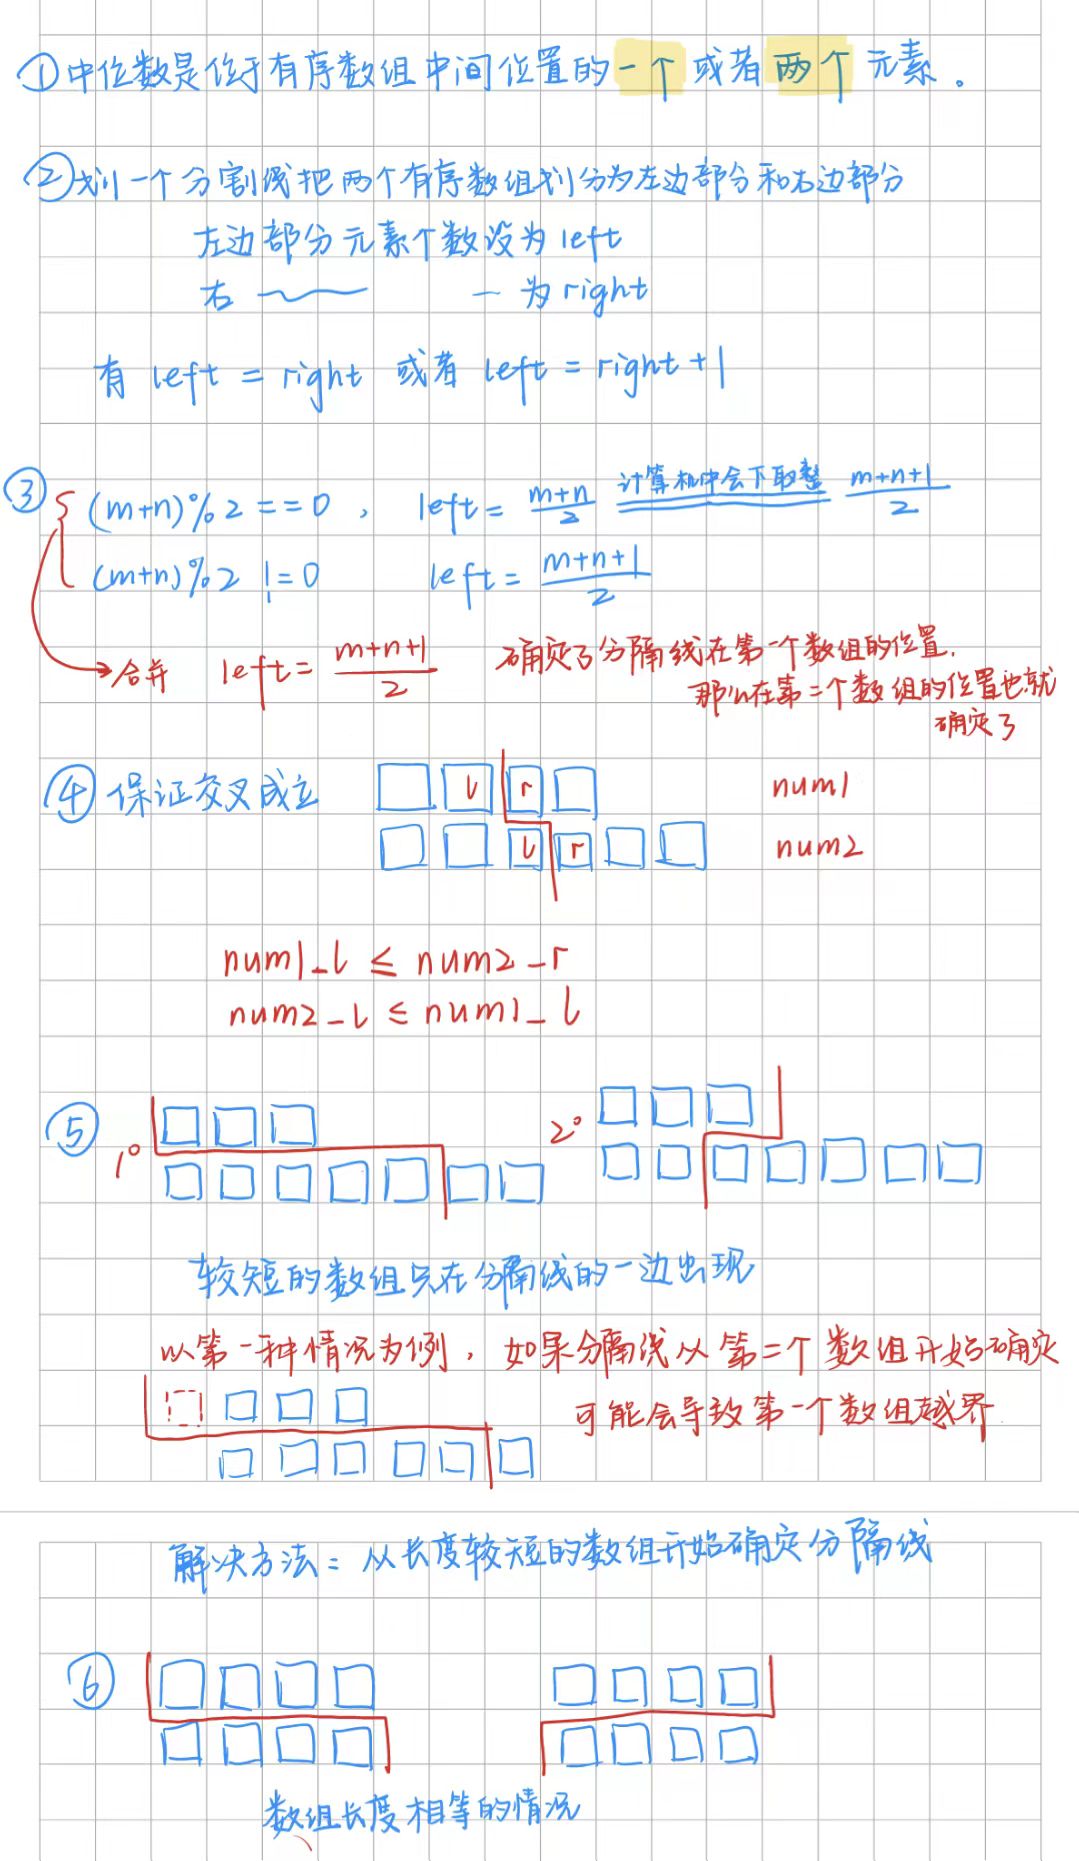 ①中位数是位于有序数组中间位置的一个或者两个元素。
②划一个分割线把两个有序数组划分为左边部分和右边部分
左边部分元素个数设为left
右 一 为right
有 left = right 或者 left = right + 1
③ (m+n)%2 == 0, left = m+n/2 计算机中会下取整 m+n+1/2
(m+n)%2 != 0 left = m+n+1/2
合并 left = m+n+1/2 确定了分隔线在第一个数组的位置.
那么在第二个数组的位置也就
确定了
④保证交叉成立 l r num1
l r num2
num1_l ≤ num2_r
num2_l ≤ num1_l
⑤ 1° 2°
较短的数组只在分隔线的一边出现
以第一种情况为例, 如果分隔线从第二个数组开始确定
可能会导致第一个数组越界
解决方法: 从长度较短的数组开始确定分隔线
⑥
数组长度相等的情况